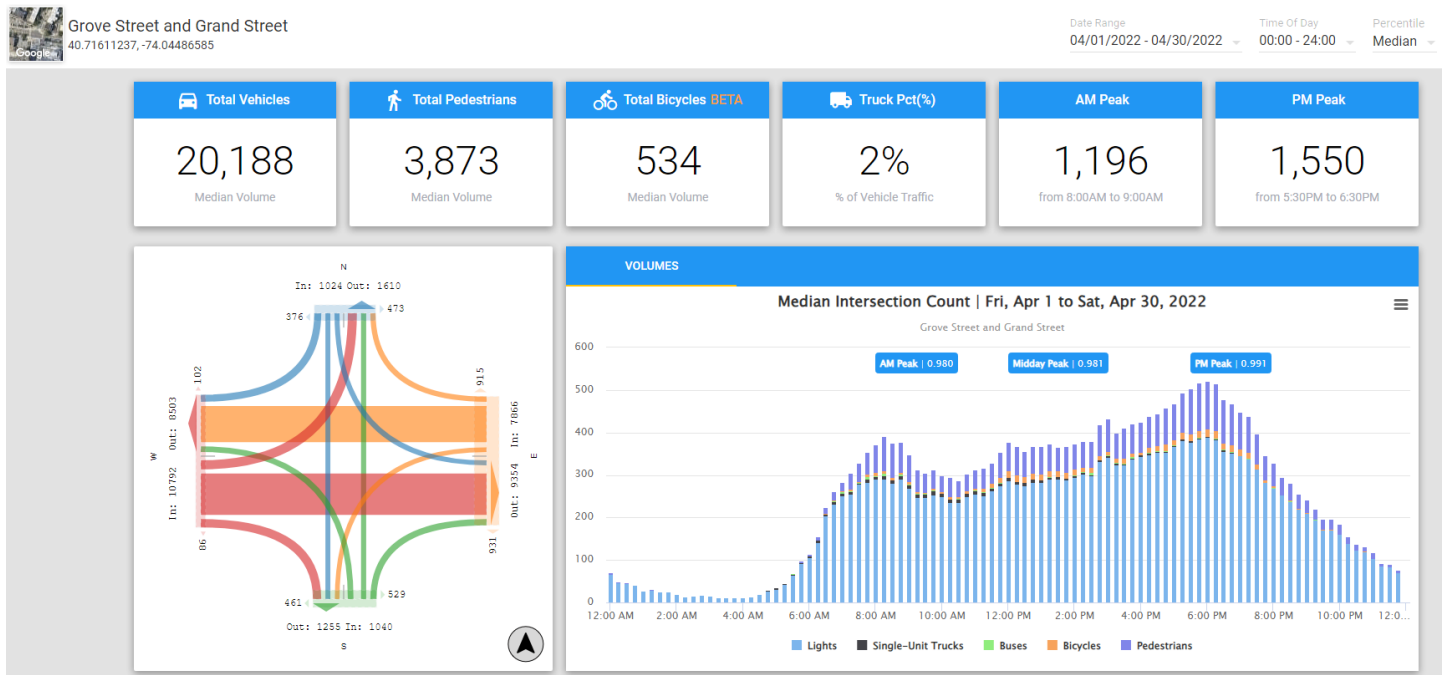 Grove Street and Grand Street
40.71611237, -74.04486585
Google
Date Range
04/01/2022 - 04/30/2022
Time Of Day
00:00 - 24:00
Percentile
Median
Total Vehicles
20,188
Median Volume
Total Pedestrians
3,873
Median Volume
Total Bicycles BETA
534
Median Volume
Truck Pct(%)
2%
% of Vehicle Traffic
AM Peak
1,196
from 8:00AM to 9:00AM
PM Peak
1,550
from 5:30PM to 6:30PM
N
In: 1024 Out: 1610
376
473
102
915
Out: 8503
In: 7866
W
E
In: 10792
Out: 9354
86
931
461
529
Out: 1255 In: 1040
S
VOLUMES
Median Intersection Count | Fri, Apr 1 to Sat, Apr 30, 2022
Grove Street and Grand Street
AM Peak | 0.980
Midday Peak | 0.981
PM Peak | 0.991
600
500
400
300
200
100
0
12:00 AM 2:00 AM 4:00 AM 6:00 AM 8:00 AM 10:00 AM 12:00 PM 2:00 PM 4:00 PM 6:00 PM 8:00 PM 10:00 PM 12:0...
Lights Single-Unit Trucks Buses Bicycles Pedestrians